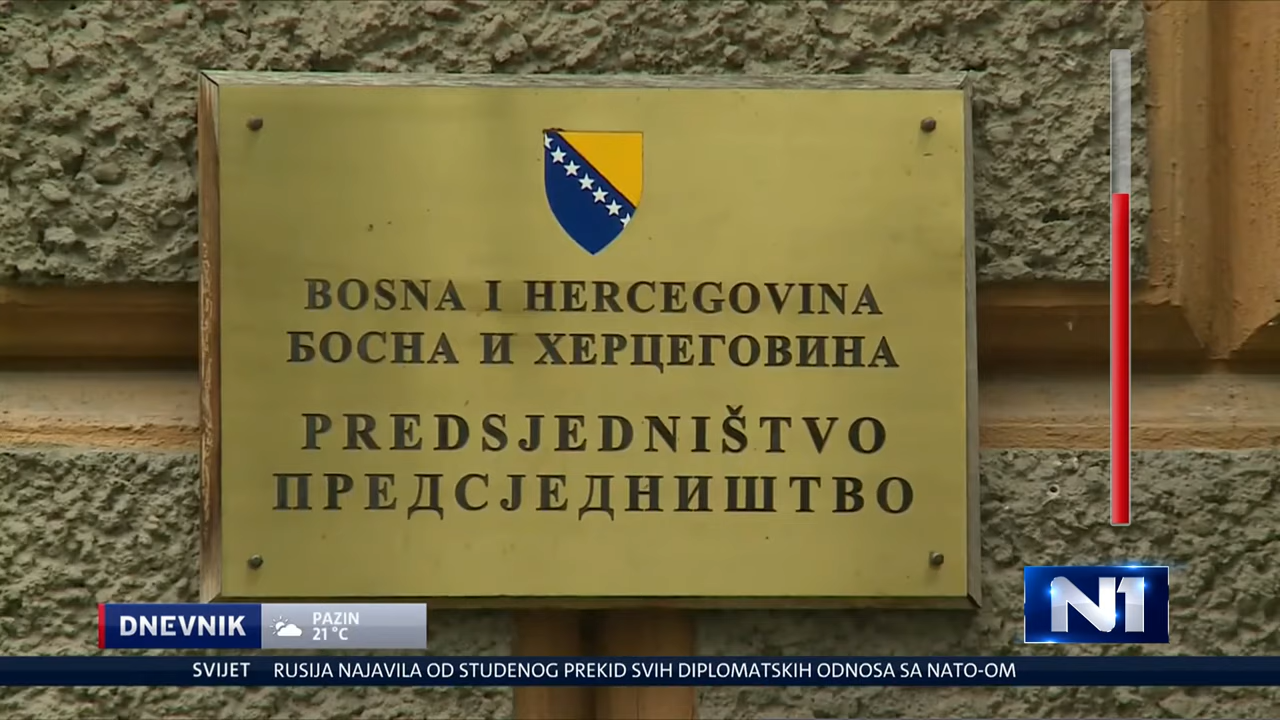 BOSNA I HERCEGOVINA
БОСНА И ХЕРЦЕГОВИНА
PREDSJEDNIŠTVO
ПРЕДСЈЕДНИШТВО
DNEVNIK
PAZIN
21°C
N1
SVIJET RUSIJA NAJAVILA OD STUDENOG PREKID SVIH DIPLOMATSKIH ODNOSA SA NATO-OM